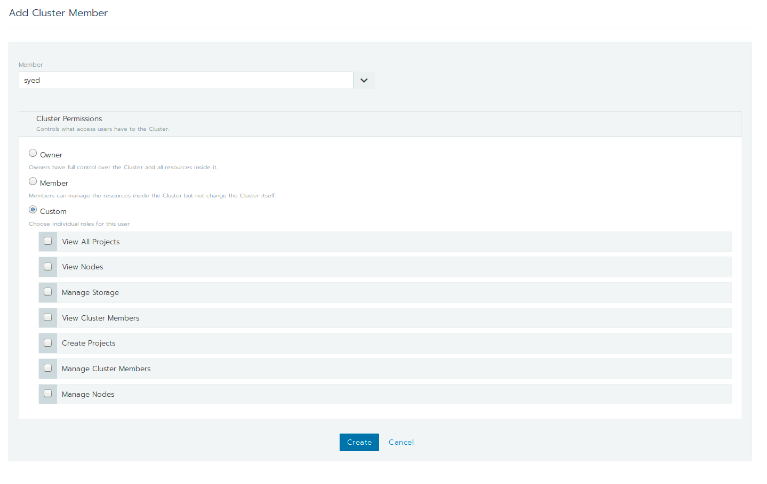 Add Cluster Member
Member
syed
Cluster Permissions
Controls what access users have to the Cluster.
Owner
Owners have full control over the Cluster and all resources inside it.
Member
Members can manage the resources inside the Cluster but not change the Cluster itself.
Custom
Choose individual roles for this user.
View All Projects
View Nodes
Manage Storage
View Cluster Members
Create Projects
Manage Cluster Members
Manage Nodes
Create Cancel